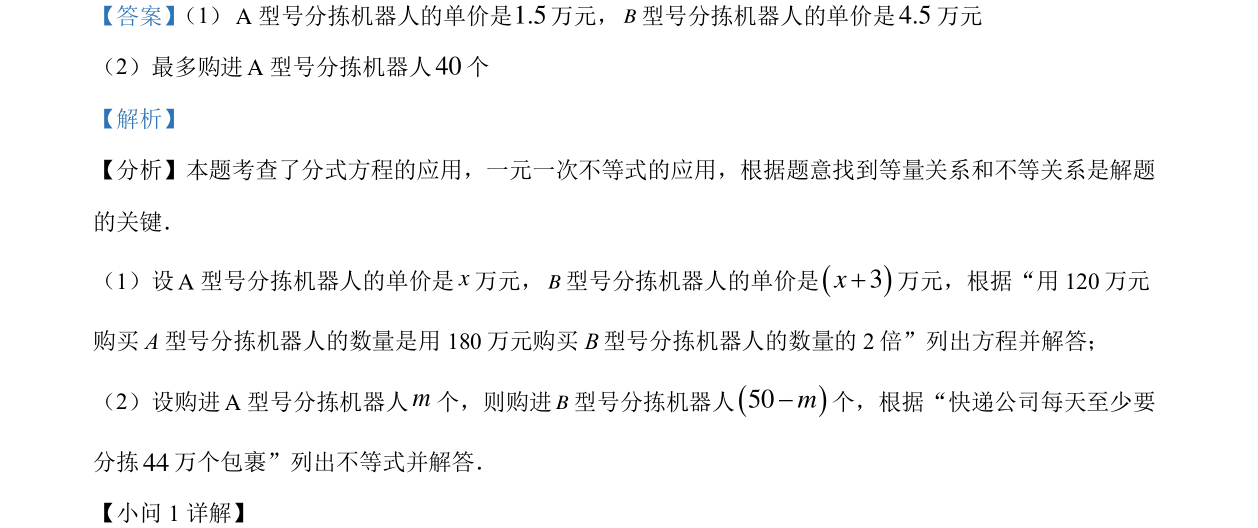 【答案】(1) A 型号分拣机器人的单价是1.5万元，B 型号分拣机器人的单价是4.5万元
（2）最多购进A 型号分拣机器人40个
【解析】
【分析】本题考查了分式方程的应用，一元一次不等式的应用，根据题意找到等量关系和不等关系是解题
的关键．
（1）设A 型号分拣机器人的单价是x万元，B 型号分拣机器人的单价是(x+3)万元，根据“用 120 万元
购买 A 型号分拣机器人的数量是用 180 万元购买 B 型号分拣机器人的数量的 2 倍”列出方程并解答；
（2）设购进A 型号分拣机器人m个，则购进B 型号分拣机器人(50−m)个，根据“快递公司每天至少要
分拣44万个包裹”列出不等式并解答．
【小问 1 详解】